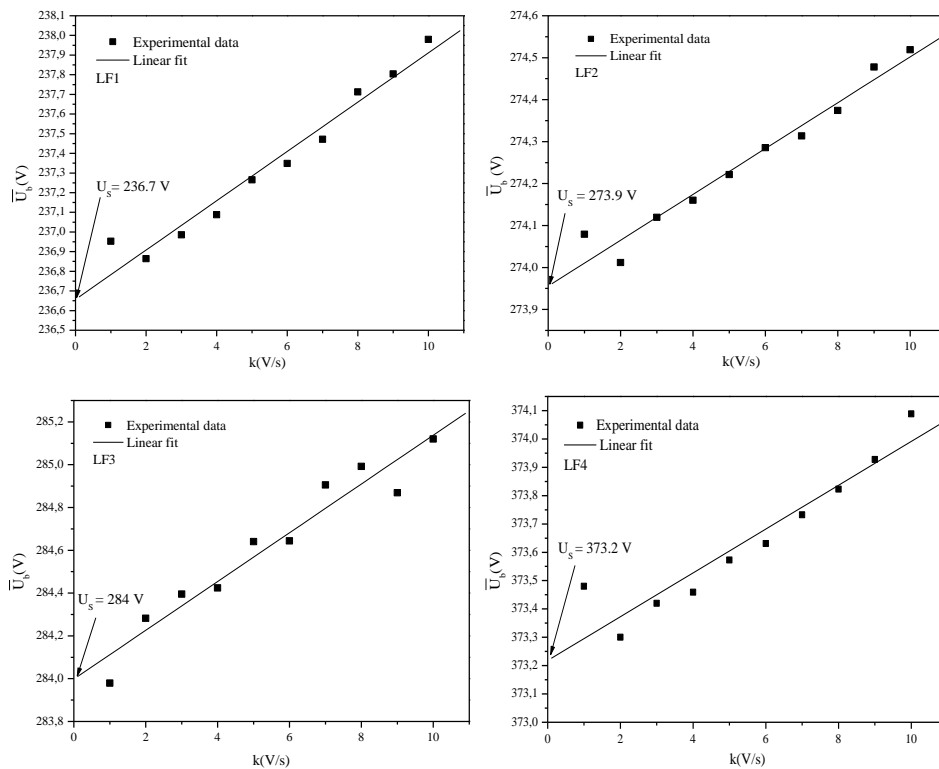 238,1
238,0
237,9
237,8
237,7
237,6
237,5
237,4
237,3
237,2
237,1
237,0
236,9
236,8
236,7
236,6
236,5
0 2 4 6 8 10
k(V/s)
U̅_b(V)
Experimental data
Linear fit
LF1
U_S= 236.7 V
274,6
274,5
274,4
274,3
274,2
274,1
274,0
273,9
0 2 4 6 8 10
k(V/s)
U̅_b(V)
Experimental data
Linear fit
LF2
U_S= 273.9 V
285,2
285,0
284,8
284,6
284,4
284,2
284,0
283,8
0 2 4 6 8 10
k(V/s)
U̅_b(V)
Experimental data
Linear fit
LF3
U_S= 284 V
374,1
374,0
373,9
373,8
373,7
373,6
373,5
373,4
373,3
373,2
373,1
373,0
0 2 4 6 8 10
k(V/s)
U̅_b(V)
Experimental data
Linear fit
LF4
U_S= 373.2 V